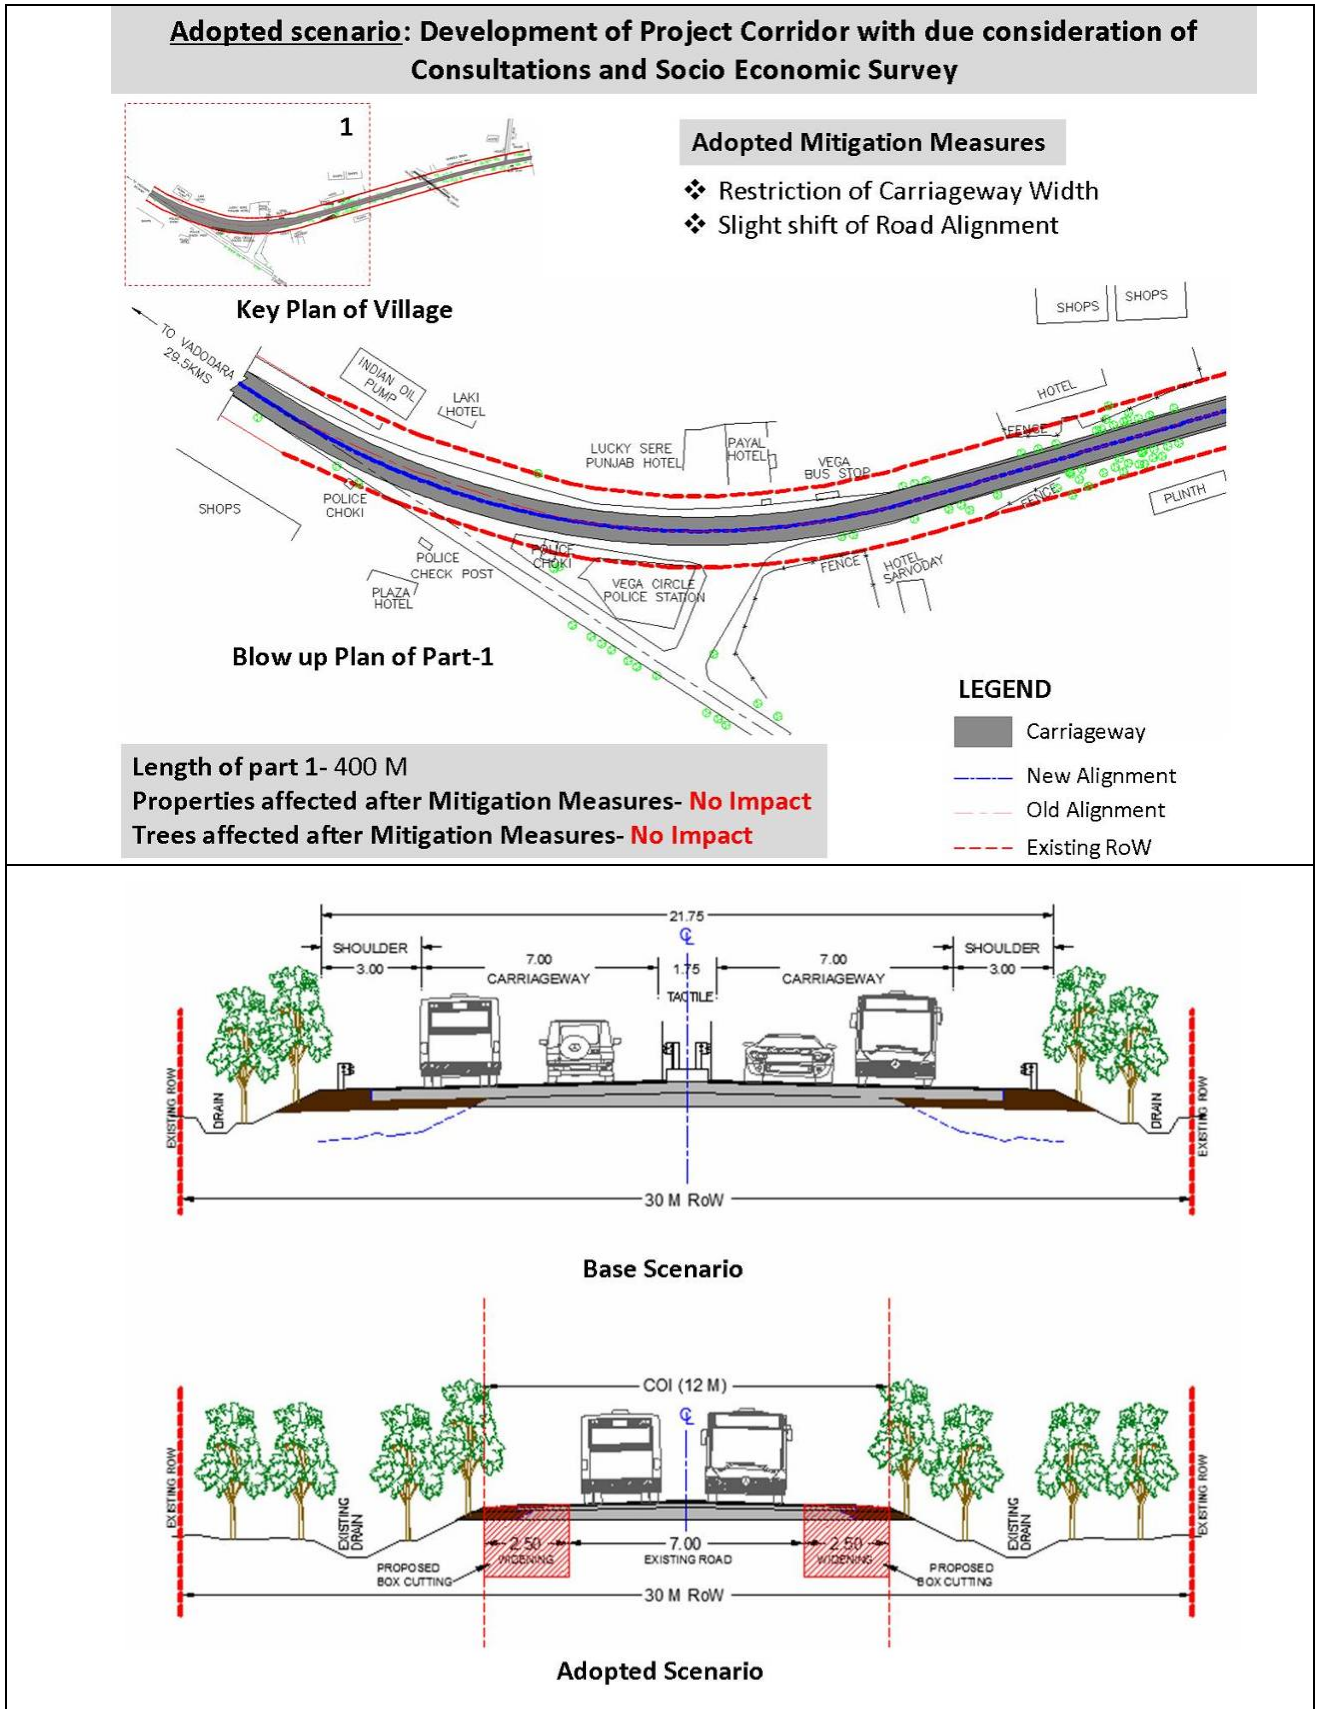 Adopted scenario: Development of Project Corridor with due consideration of
Consultations and Socio Economic Survey
1
Adopted Mitigation Measures
❖ Restriction of Carriageway Width
❖ Slight shift of Road Alignment
Key Plan of Village
TO VADODARA
29.5KMS
INDIAN OIL
PUMP
LAKI
HOTEL
LUCKY SERE
PUNJAB HOTEL
PAYAL
HOTEL
VEGA
BUS STOP
HOTEL
FENCE
SHOPS
SHOPS
FENCE
PLINTH
SHOPS
POLICE
CHOKI
POLICE
CHECK POST
PLAZA
HOTEL
POLICE
CHOKI
VEGA CIRCLE
POLICE STATION
FENCE
HOTEL
SARVODAY
Blow up Plan of Part-1
LEGEND
Carriageway
New Alignment
Old Alignment
Existing RoW
Length of part 1- 400 M
Properties affected after Mitigation Measures- No Impact
Trees affected after Mitigation Measures- No Impact
21.75
℄
SHOULDER
3.00
7.00
CARRIAGEWAY
1.75
TACTILE
7.00
CARRIAGEWAY
SHOULDER
3.00
EXISTING ROW
DRAIN
DRAIN
EXISTING ROW
30 M RoW
Base Scenario
COI (12 M)
℄
EXISTING ROW
EXISTING
DRAIN
2.50
WIDENING
7.00
EXISTING ROAD
2.50
WIDENING
EXISTING
DRAIN
EXISTING ROW
PROPOSED
BOX CUTTING
PROPOSED
BOX CUTTING
30 M RoW
Adopted Scenario